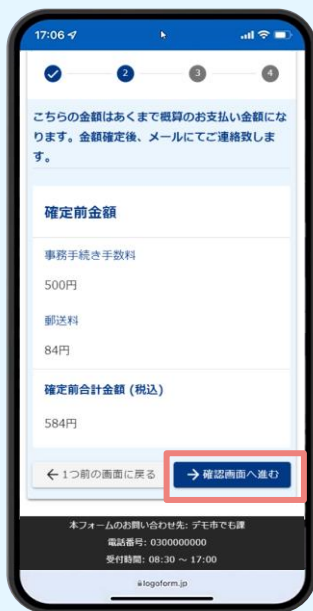 17:06
2
3
4
こちらの金額はあくまで概算のお支払い金額にな
ります。金額確定後、メールにてご連絡致しま
す。
確定前金額
事務手続き手数料
500円
郵送料
84円
確定前合計金額 (税込)
584円
← 1つ前の画面に戻る
→ 確認画面へ進む
本フォームのお問い合わせ先: デモ市でも課
電話番号: 0300000000
受付時間: 08:30 ～ 17:00
logoform.jp